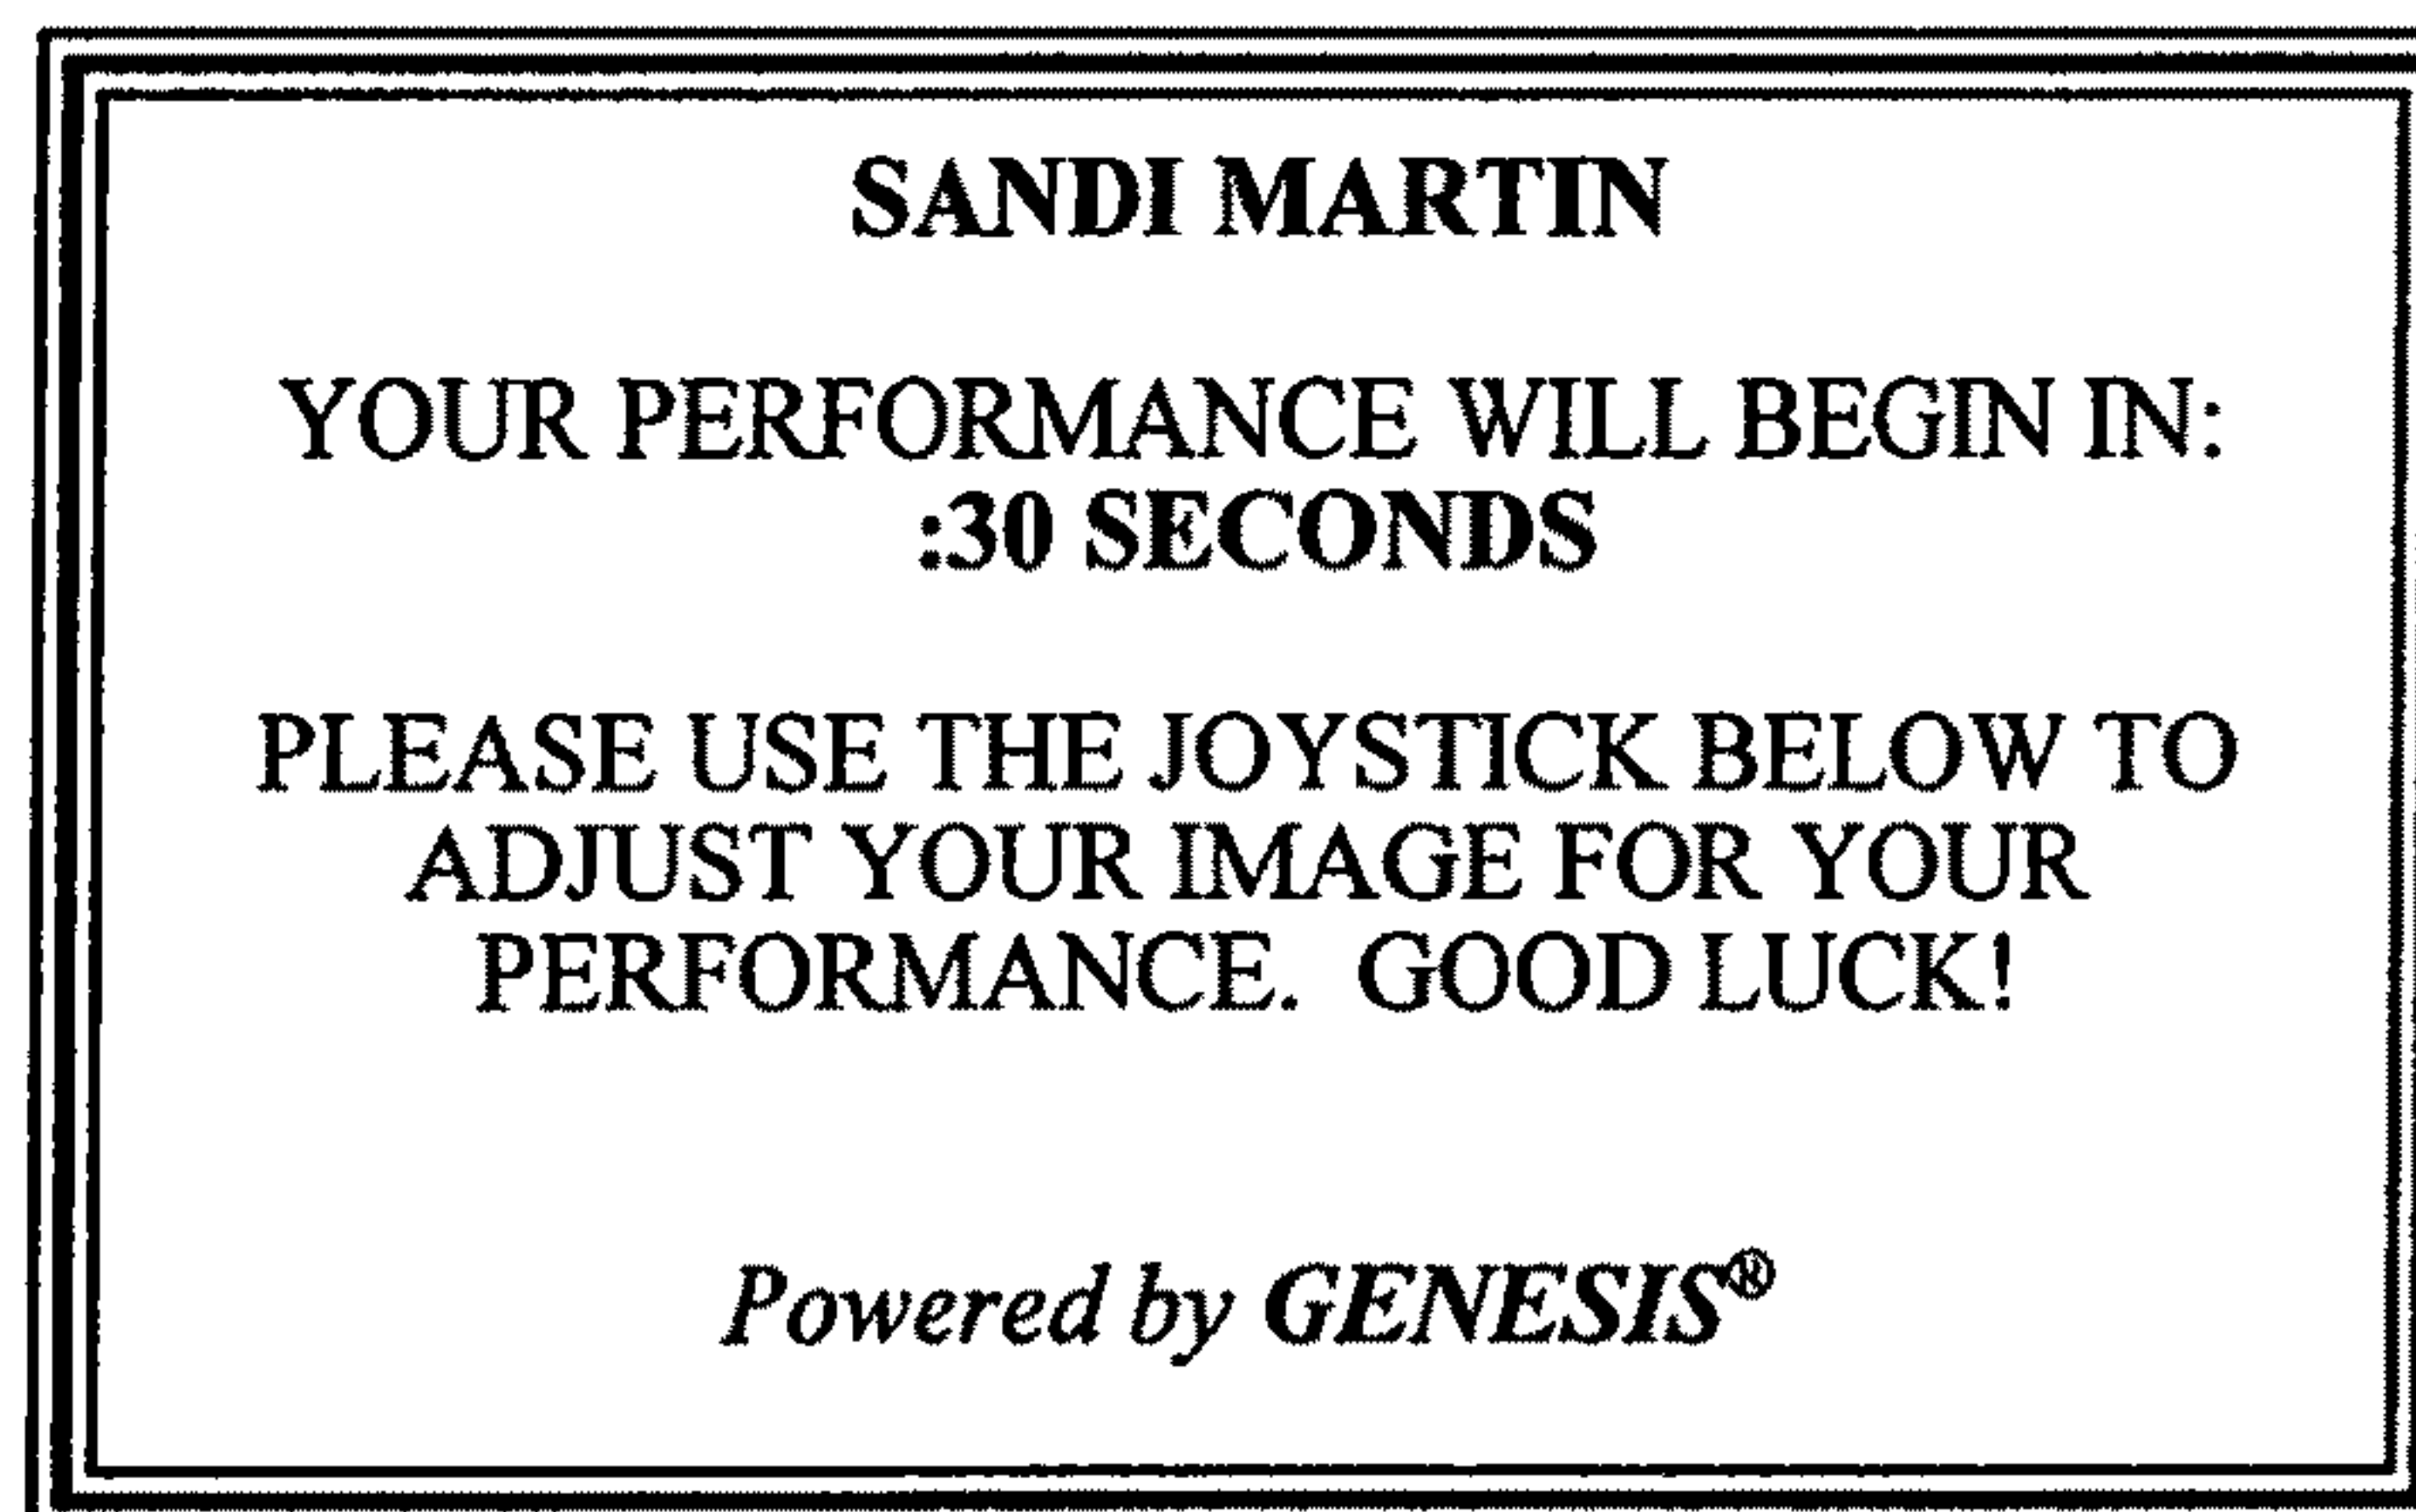 SANDI MARTIN
YOUR PERFORMANCE WILL BEGIN IN:
:30 SECONDS
PLEASE USE THE JOYSTICK BELOW TO
ADJUST YOUR IMAGE FOR YOUR
PERFORMANCE.  GOOD LUCK!
Powered by GENESIS®